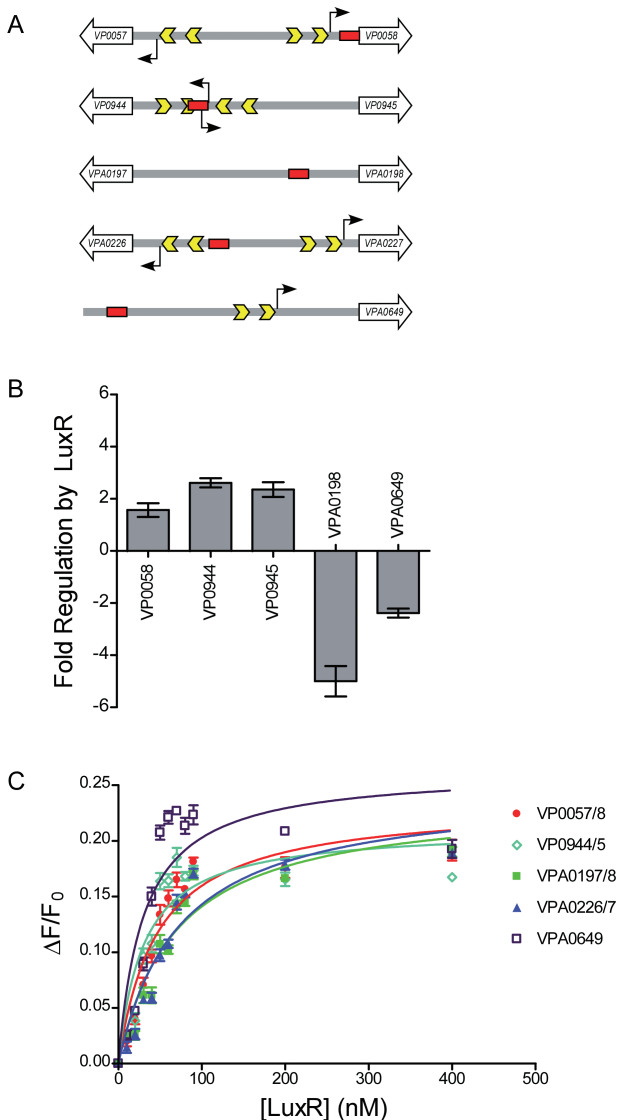 A
VP0057 VP0058
VP0944 VP0945
VPA0197 VPA0198
VPA0226 VPA0227
VPA0649
B
Fold Regulation by LuxR
6
4
2
0
-2
-4
-6
VP0058
VP0944
VP0945
VPA0198
VPA0649
C
ΔF/F0
0.25
0.20
0.15
0.10
0.05
0.00
0 100 200 300 400 500
[LuxR] (nM)
VP0057/8
VP0944/5
VPA0197/8
VPA0226/7
VPA0649